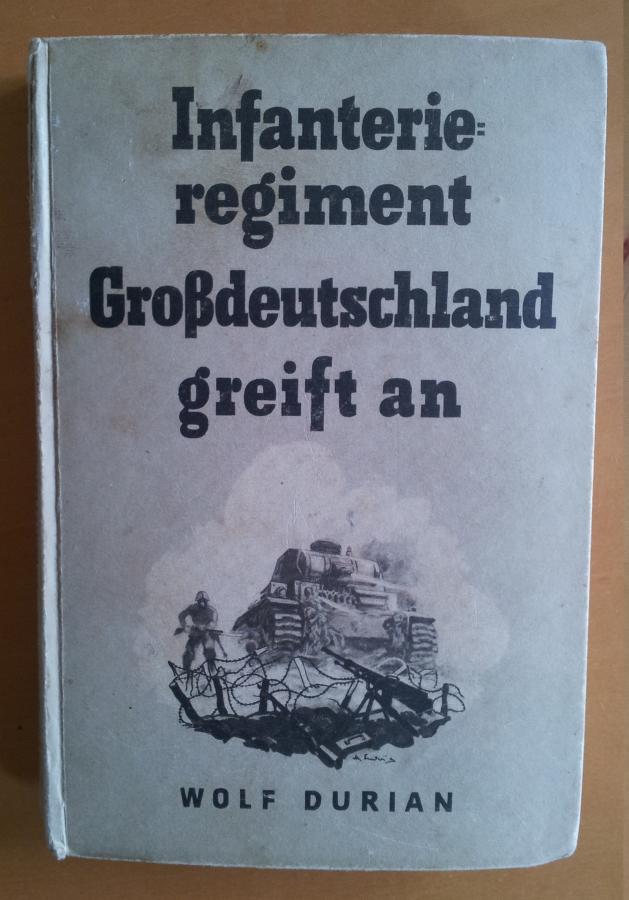 Infanterie=
regiment
Großdeutschland
greift an
WOLF DURIAN